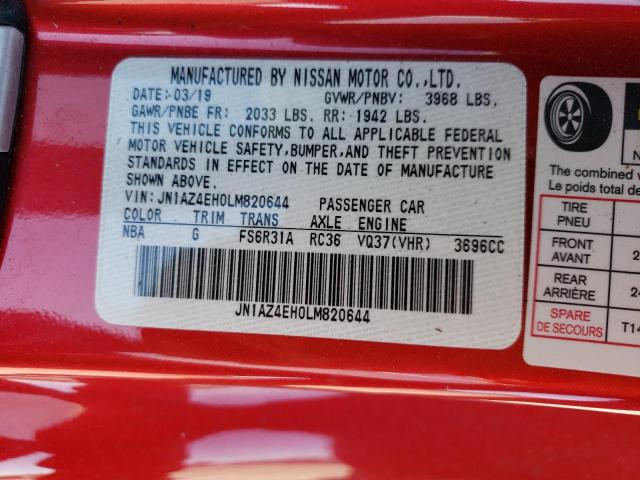 MANUFACTURED BY NISSAN MOTOR CO.,LTD.
DATE:03/19 GVWR/PNBV: 3968 LBS.
GAWR/PNBE FR: 2033 LBS. RR: 1942 LBS.
THIS VEHICLE CONFORMS TO ALL APPLICABLE FEDERAL
MOTOR VEHICLE SAFETY,BUMPER,AND THEFT PREVENTION
STANDARDS IN EFFECT ON THE DATE OF MANUFACTURE
SHOWN ABOVE.
VIN:JN1AZ4EH0LM820644 PASSENGER CAR
COLOR TRIM TRANS AXLE ENGINE
NBA G FS6R31A RC36 VQ37(VHR) 3696CC
JN1AZ4EH0LM820644
The combined
Le poids total
TIRE
PNEU
FRONT
AVANT
REAR
ARRIÈRE
SPARE
DE SECOURS